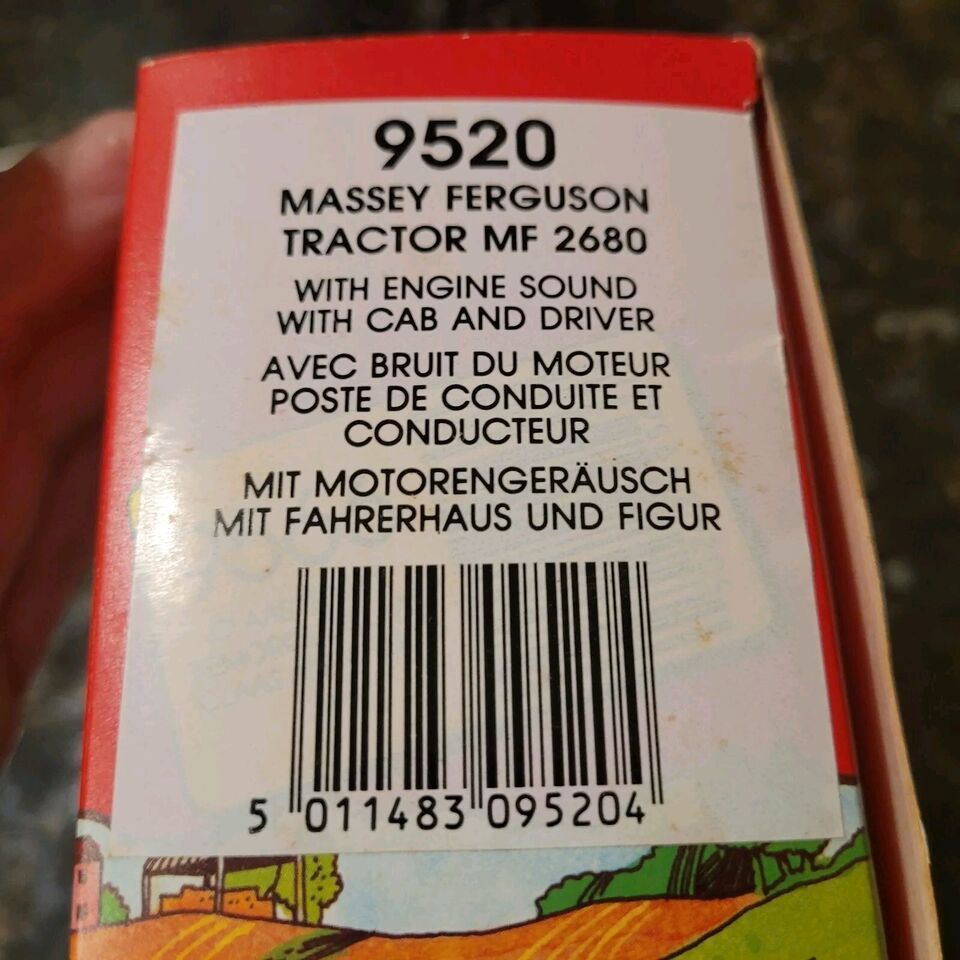 9520
MASSEY FERGUSON
TRACTOR MF 2680
WITH ENGINE SOUND
WITH CAB AND DRIVER
AVEC BRUIT DU MOTEUR
POSTE DE CONDUITE ET
CONDUCTEUR
MIT MOTORENGERÄUSCH
MIT FAHRERHAUS UND FIGUR
5 011483 095204